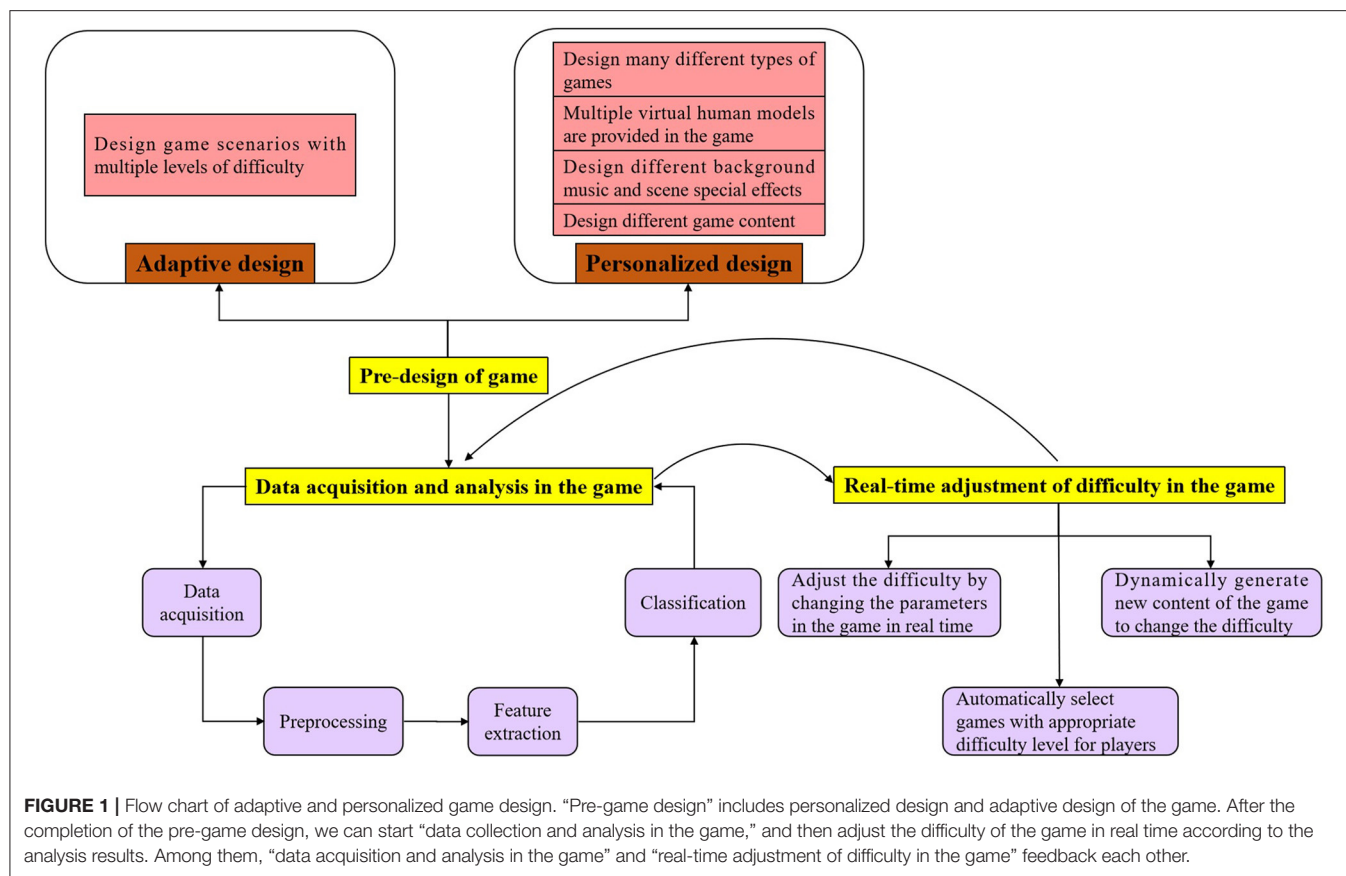 Design game scenarios with
multiple levels of difficulty
Adaptive design
Design many different types of
games
Multiple virtual human models
are provided in the game
Design different background
music and scene special effects
Design different game content
Personalized design
Pre-design of game
Data acquisition and analysis in the game
Real-time adjustment of difficulty in the game
Data
acquisition
Preprocessing
Feature
extraction
Classification
Adjust the difficulty by
changing the parameters
in the game in real time
Dynamically generate
new content of the game
to change the difficulty
Automatically select
games with appropriate
difficulty level for players
FIGURE 1 | Flow chart of adaptive and personalized game design. “Pre-game design” includes personalized design and adaptive design of the game. After the
completion of the pre-game design, we can start “data collection and analysis in the game,” and then adjust the difficulty of the game in real time according to the
analysis results. Among them, “data acquisition and analysis in the game” and “real-time adjustment of difficulty in the game” feedback each other.